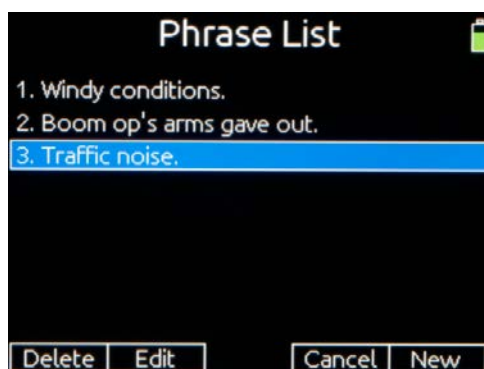 Phrase List
1. Windy conditions.
2. Boom op's arms gave out.
3. Traffic noise.
Delete Edit Cancel New